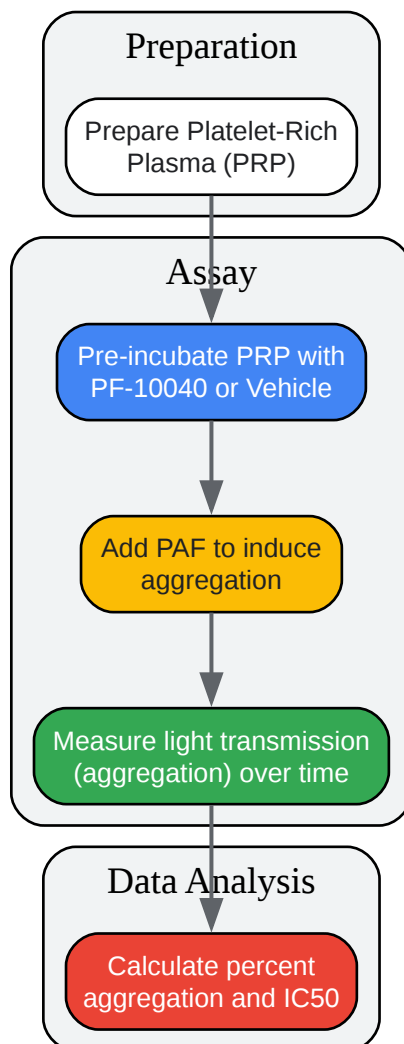 Preparation
Prepare Platelet-Rich
Plasma (PRP)
Assay
Pre-incubate PRP with
PF-10040 or Vehicle
Add PAF to induce
aggregation
Measure light transmission
(aggregation) over time
Data Analysis
Calculate percent
aggregation and IC50